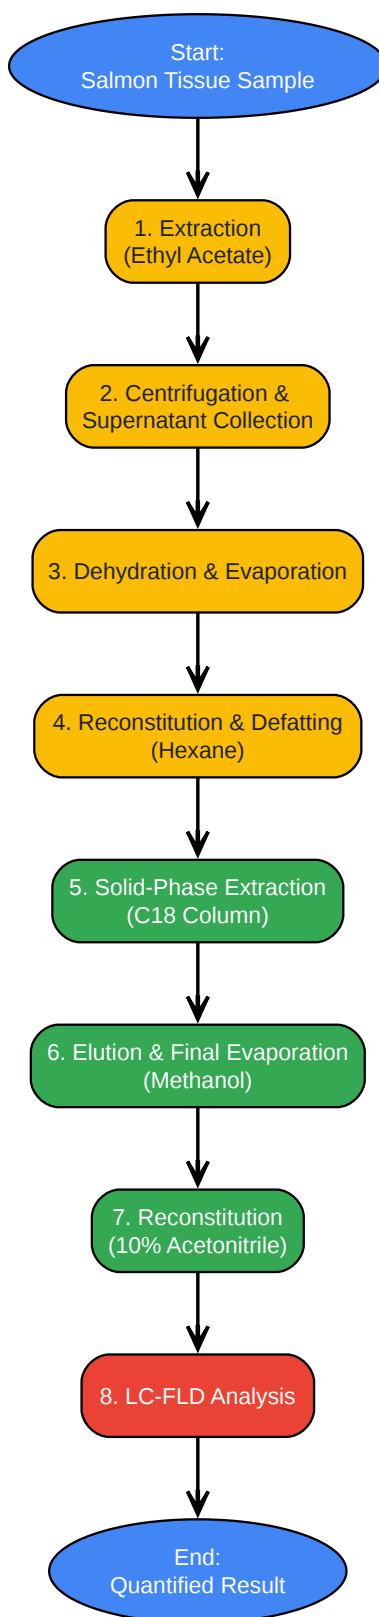 Start:
Salmon Tissue Sample
1. Extraction
(Ethyl Acetate)
2. Centrifugation &
Supernatant Collection
3. Dehydration & Evaporation
4. Reconstitution & Defatting
(Hexane)
5. Solid-Phase Extraction
(C18 Column)
6. Elution & Final Evaporation
(Methanol)
7. Reconstitution
(10% Acetonitrile)
8. LC-FLD Analysis
End:
Quantified Result